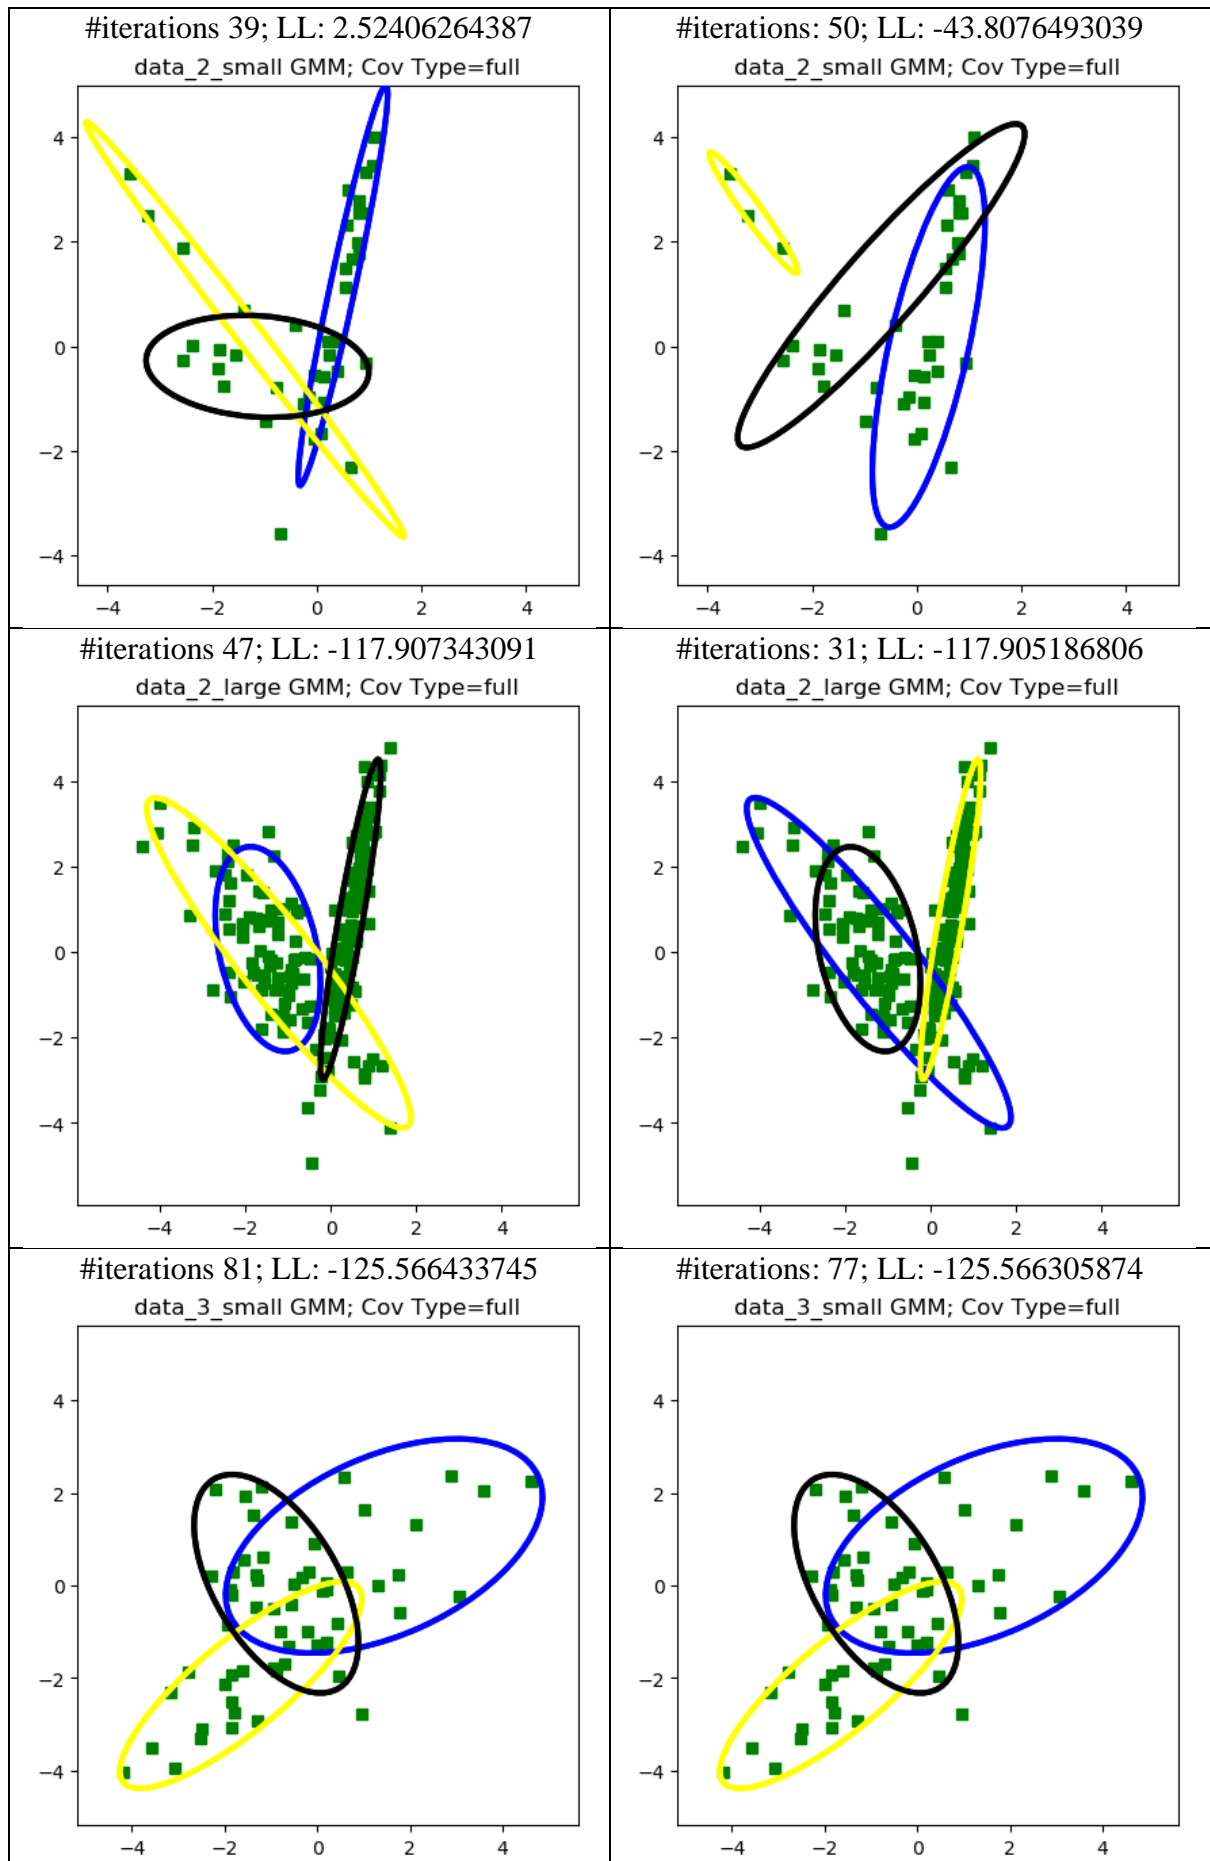 #iterations 39; LL: 2.52406264387
data_2_small GMM; Cov Type=full
4
2
0
−2
−4
−4 −2 0 2 4
#iterations: 50; LL: -43.8076493039
data_2_small GMM; Cov Type=full
4
2
0
−2
−4
−4 −2 0 2 4
#iterations 47; LL: -117.907343091
data_2_large GMM; Cov Type=full
4
2
0
−2
−4
−4 −2 0 2 4
#iterations: 31; LL: -117.905186806
data_2_large GMM; Cov Type=full
4
2
0
−2
−4
−4 −2 0 2 4
#iterations 81; LL: -125.566433745
data_3_small GMM; Cov Type=full
4
2
0
−2
−4
−4 −2 0 2 4
#iterations: 77; LL: -125.566305874
data_3_small GMM; Cov Type=full
4
2
0
−2
−4
−4 −2 0 2 4